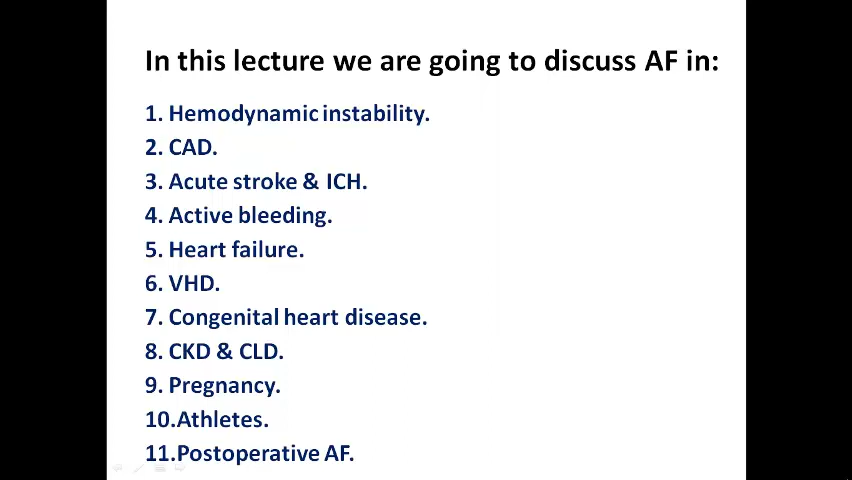 In this lecture we are going to discuss AF in:
1. Hemodynamic instability.
2. CAD.
3. Acute stroke & ICH.
4. Active bleeding.
5. Heart failure.
6. VHD.
7. Congenital heart disease.
8. CKD & CLD.
9. Pregnancy.
10.Athletes.
11.Postoperative AF.